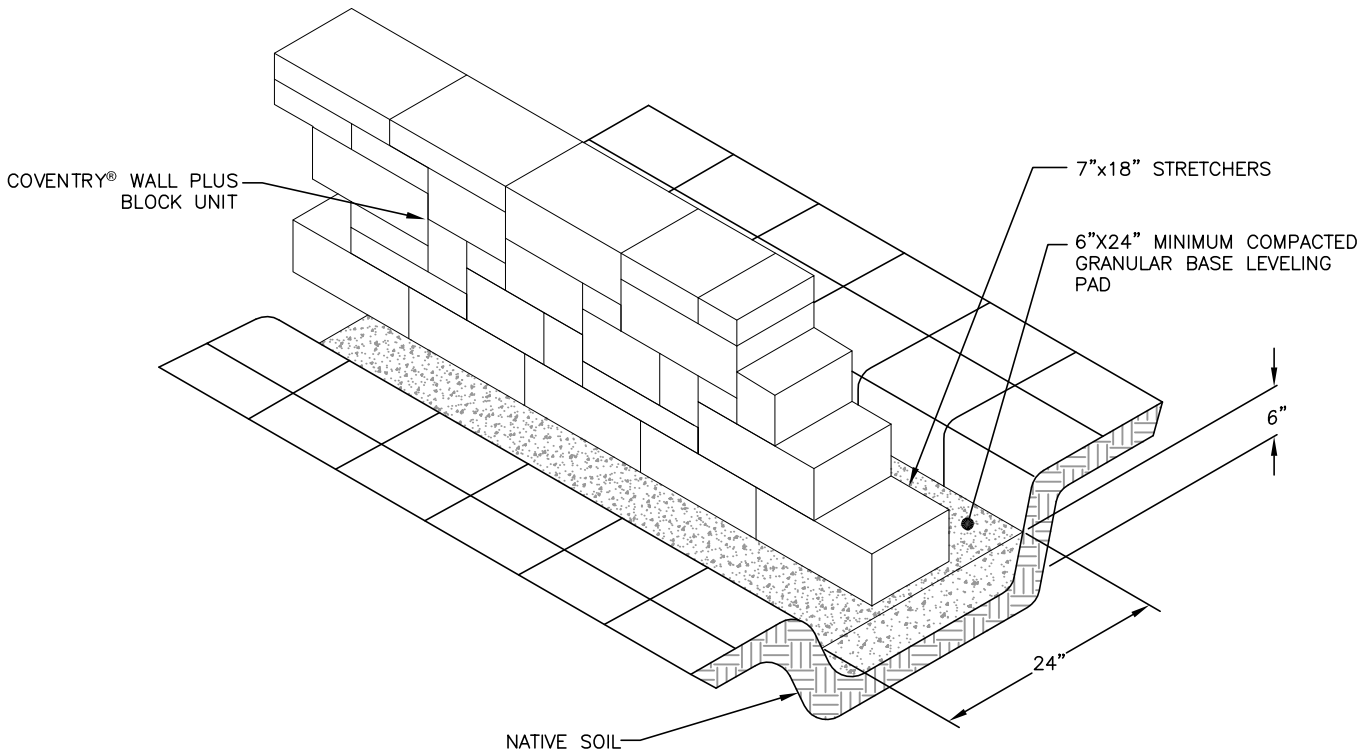 COVENTRY® WALL PLUS
BLOCK UNIT
7”x18” STRETCHERS
6”X24” MINIMUM COMPACTED
GRANULAR BASE LEVELING
PAD
6”
24”
NATIVE SOIL